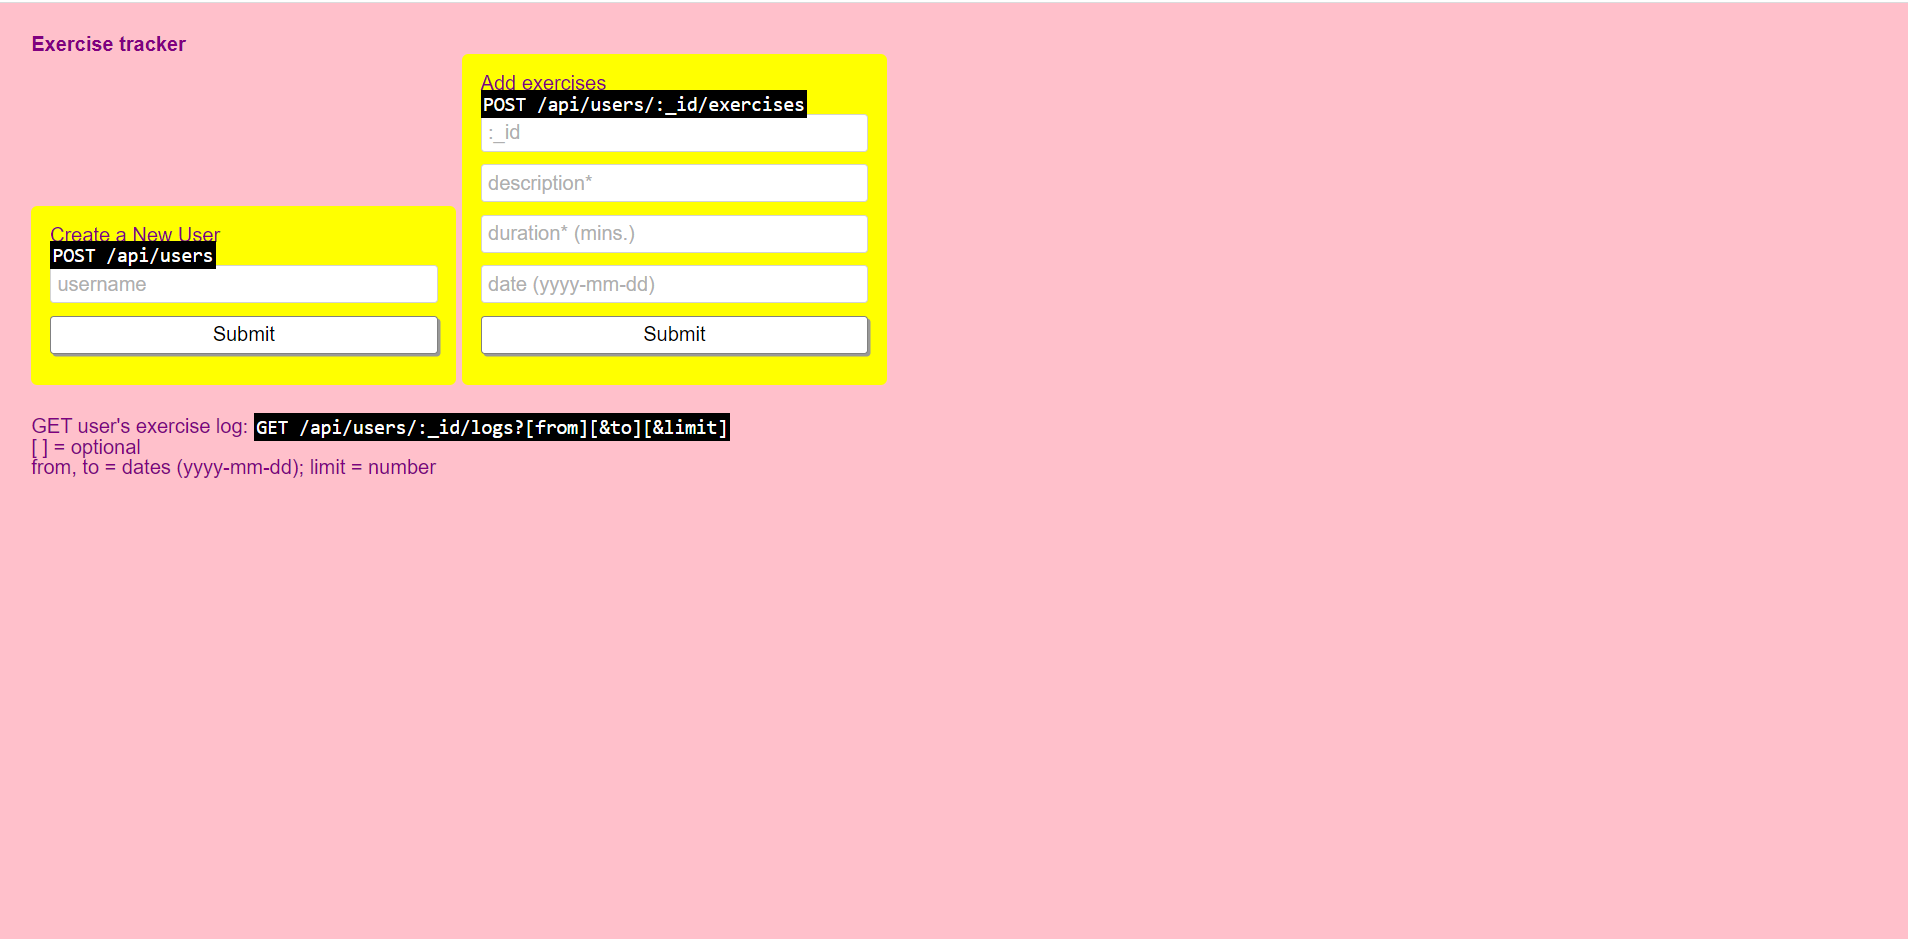 Exercise tracker
Create a New User
POST /api/users
username
Submit
Add exercises
POST /api/users/:_id/exercises
:_id
description*
duration* (mins.)
date (yyyy-mm-dd)
Submit
GET user's exercise log: GET /api/users/:_id/logs?[from][&to][&limit]
[ ] = optional
from, to = dates (yyyy-mm-dd); limit = number